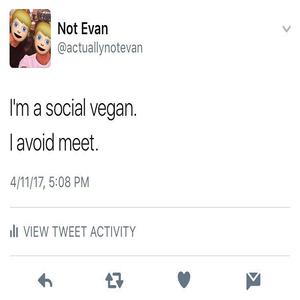 Not Evan
@actuallynotevan
I'm a social vegan.
I avoid meet.
4/11/17, 5:08 PM
VIEW TWEET ACTIVITY